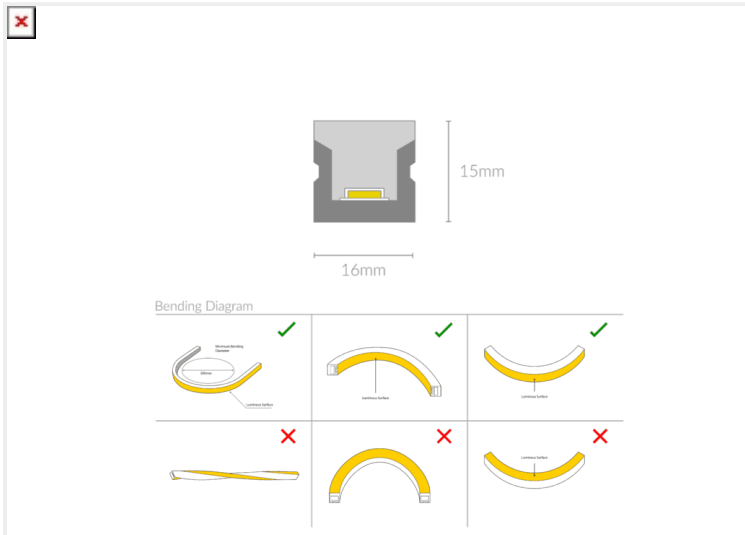 15mm
16mm
Bending Diagram
Minimum Bending
Diameter
Luminous Surface
Luminous Surface
Luminous Surface
Luminous Surface